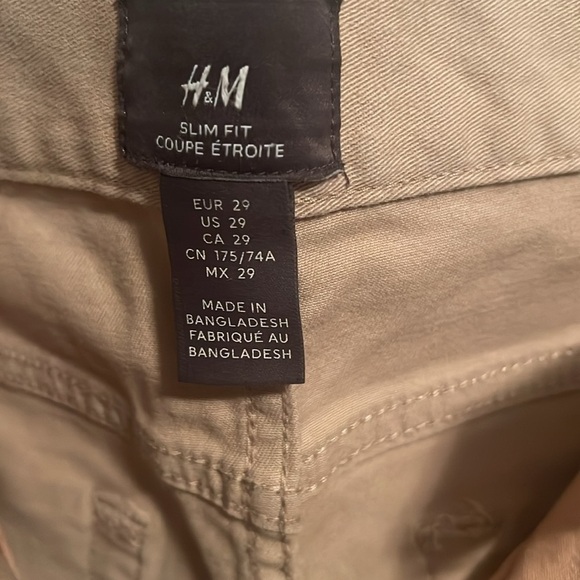 H&M
SLIM FIT
COUPE ÉTROITE
EUR 29
US 29
CA 29
CN 175/74A
MX 29
MADE IN
BANGLADESH
FABRIQUÉ AU
BANGLADESH